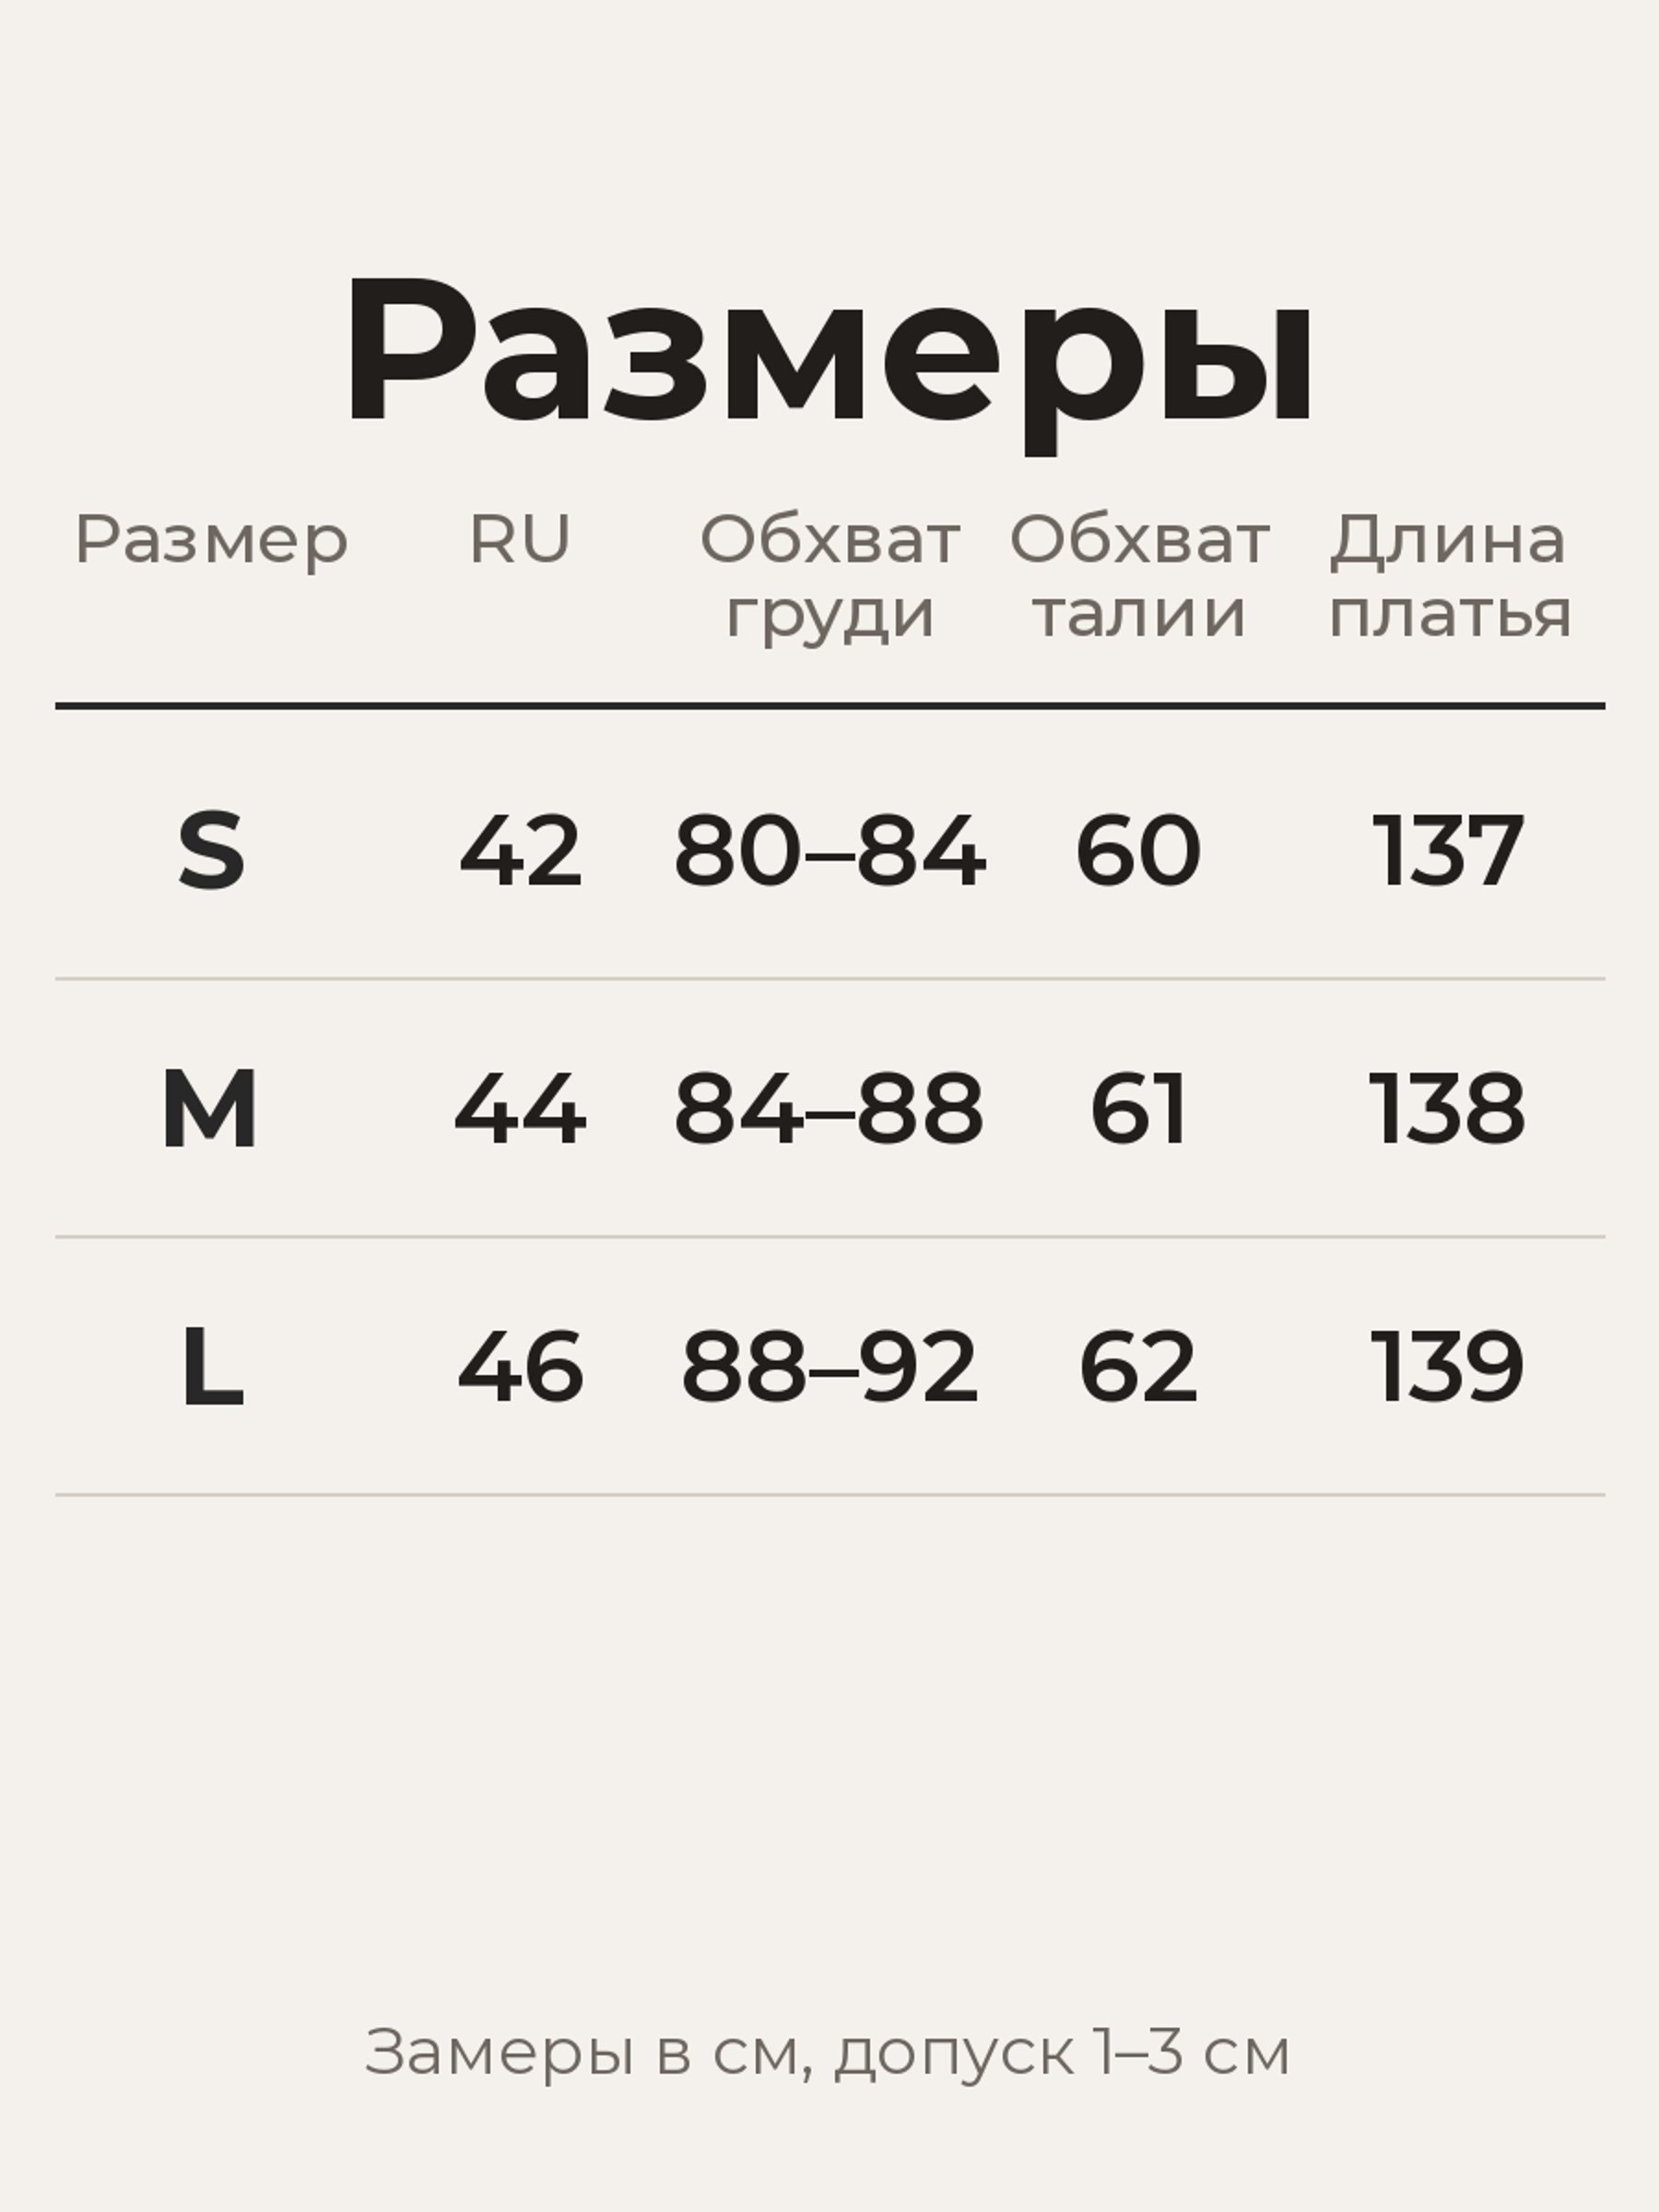 Размеры
Размер RU Обхват Обхват Длина
груди талии платья
S 42 80–84 60 137
M 44 84–88 61 138
L 46 88–92 62 139
Замеры в см, допуск 1–3 см